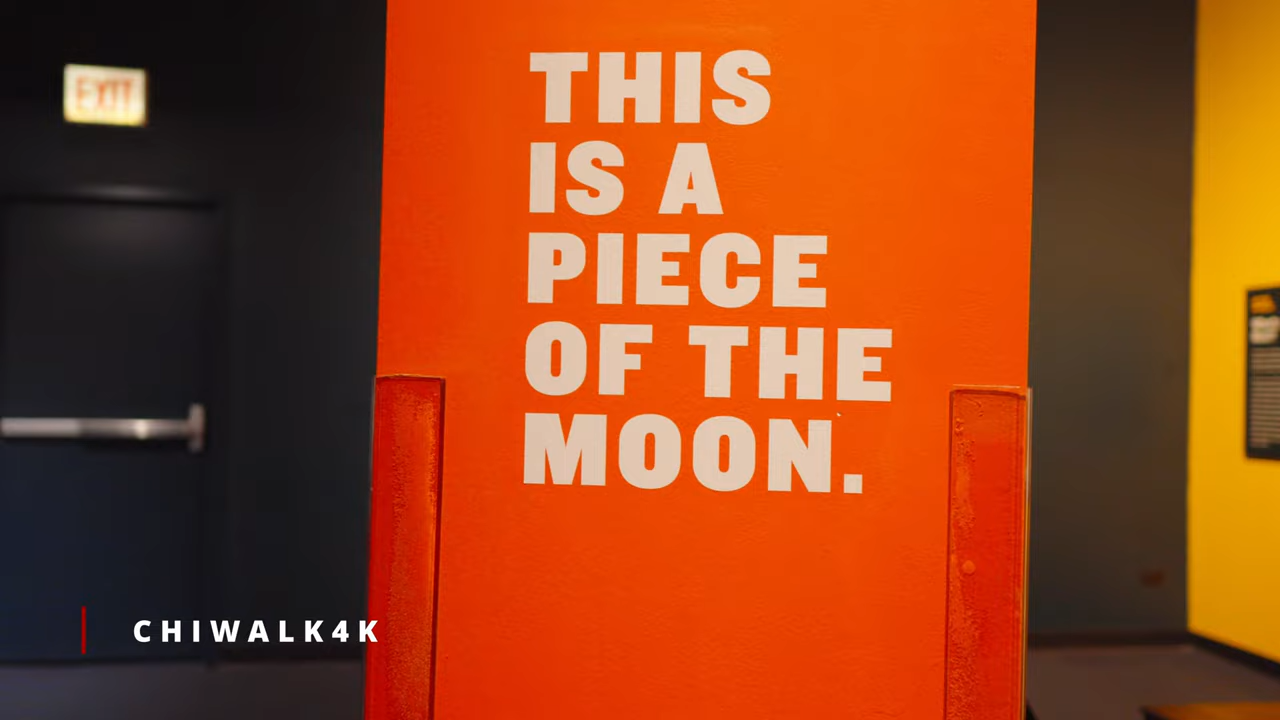 EXIT
THIS
IS A
PIECE
OF THE
MOON.
CHIWALK4K